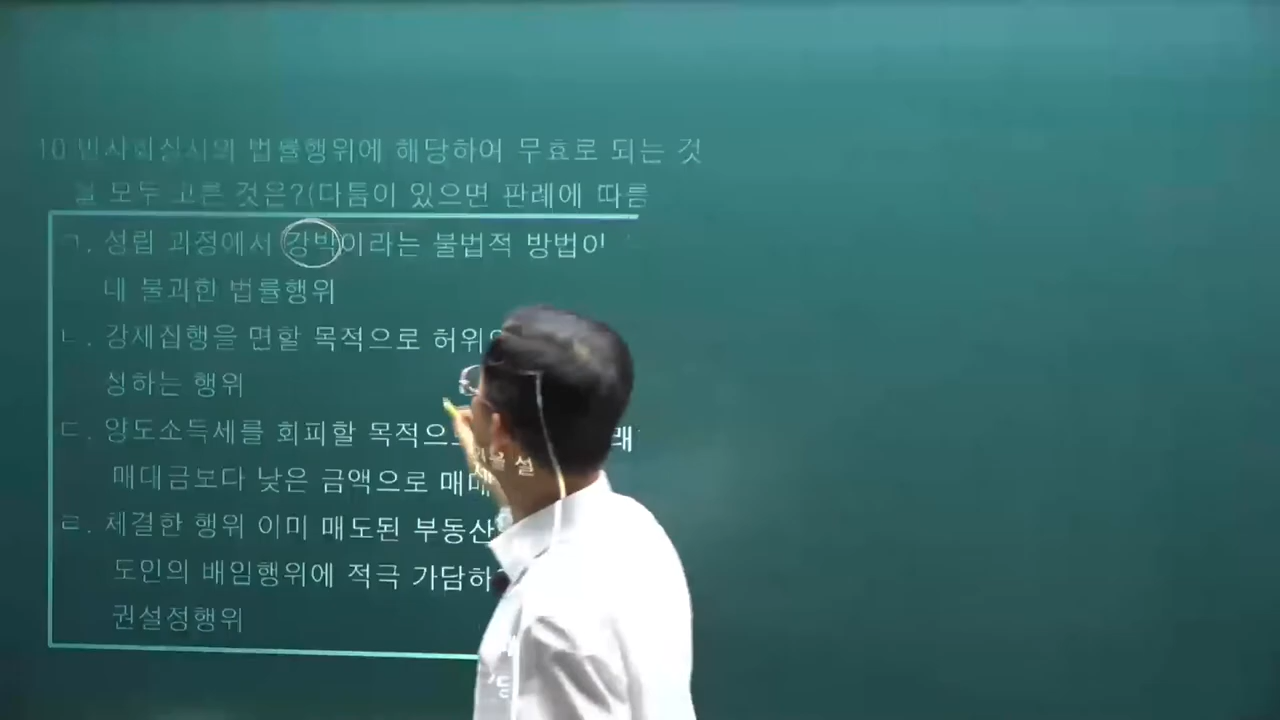 10 반사회질서의 법률행위에 해당하여 무효로 되는 것
을 모두 고른 것은?(다툼이 있으면 판례에 따름
ㄱ. 성립 과정에서 강박이라는 불법적 방법이
데 불과한 법률행위
ㄴ. 강제집행을 면할 목적으로 허위의
성하는 행위
ㄷ. 양도소득세를 회피할 목적으로 래
매대금보다 낮은 금액으로 매매
ㄹ. 체결한 행위 이미 매도된 부동산
도인의 배임행위에 적극 가담하
권설정행위